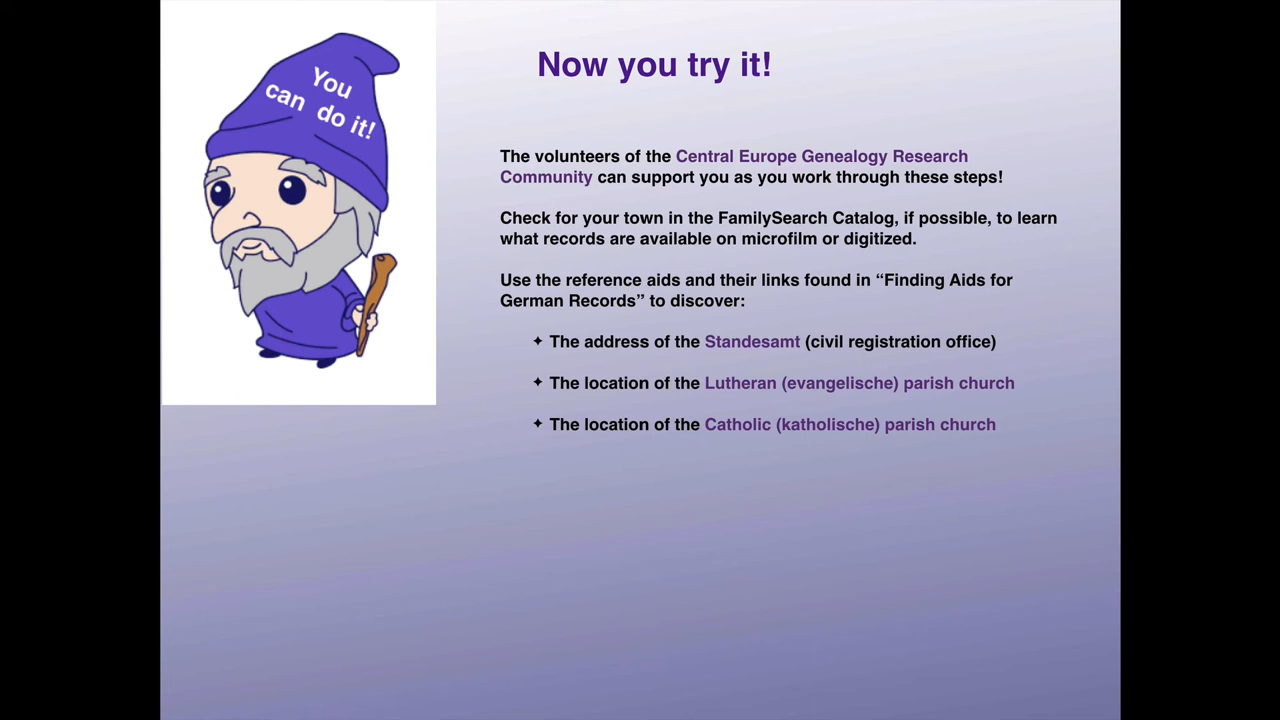 You
can do it!
Now you try it!
The volunteers of the Central Europe Genealogy Research
Community can support you as you work through these steps!
Check for your town in the FamilySearch Catalog, if possible, to learn
what records are available on microfilm or digitized.
Use the reference aids and their links found in “Finding Aids for
German Records” to discover:
✦ The address of the Standesamt (civil registration office)
✦ The location of the Lutheran (evangelische) parish church
✦ The location of the Catholic (katholische) parish church